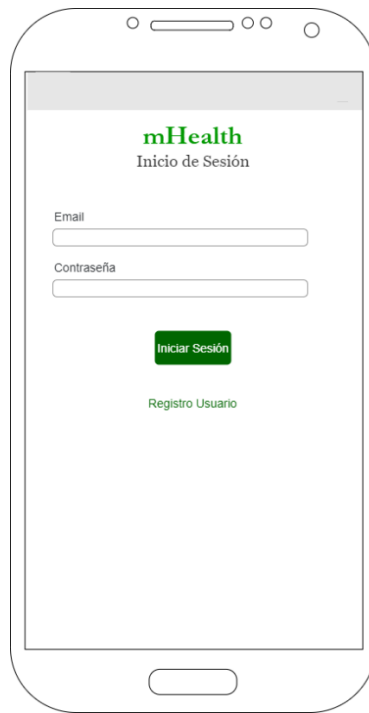 mHealth
Inicio de Sesión
Email
Contraseña
Iniciar Sesión
Registro Usuario